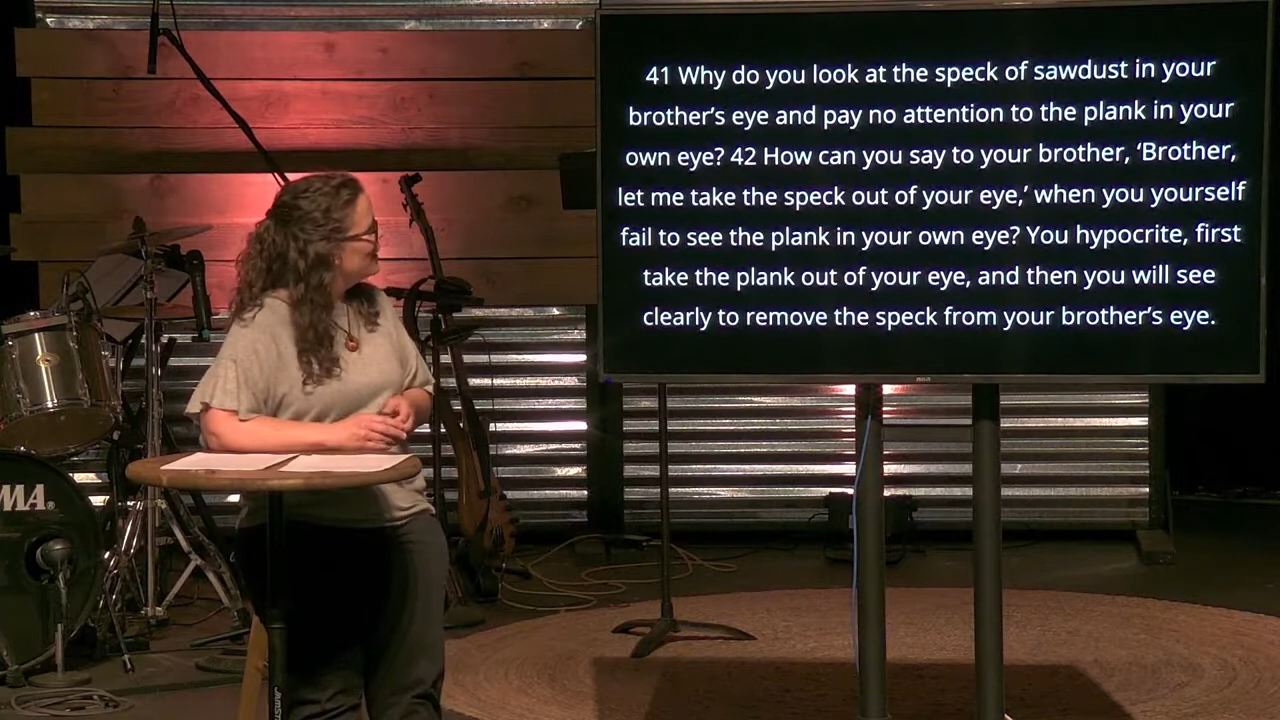 41 Why do you look at the speck of sawdust in your
brother’s eye and pay no attention to the plank in your
own eye? 42 How can you say to your brother, ‘Brother,
let me take the speck out of your eye,’ when you yourself
fail to see the plank in your own eye? You hypocrite, first
take the plank out of your eye, and then you will see
clearly to remove the speck from your brother’s eye.
RCA
MA®